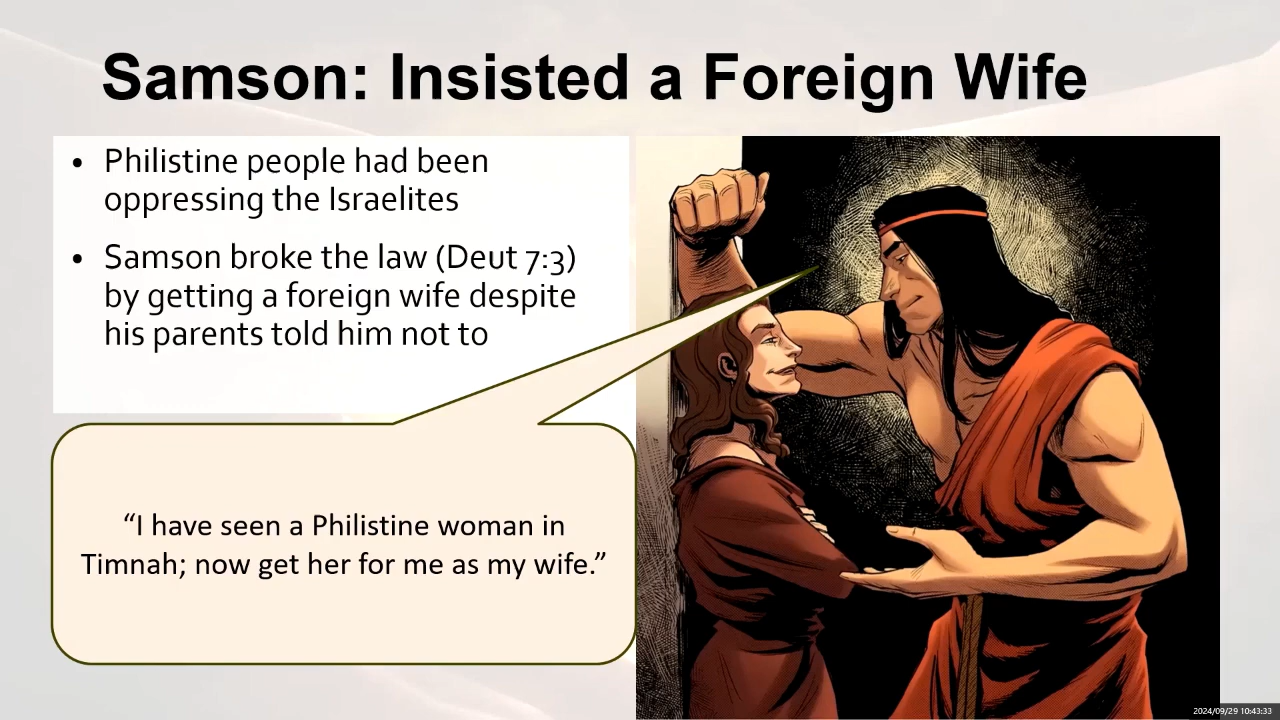 Samson: Insisted a Foreign Wife
• Philistine people had been
oppressing the Israelites
• Samson broke the law (Deut 7:3)
by getting a foreign wife despite
his parents told him not to
“I have seen a Philistine woman in
Timnah; now get her for me as my wife.”
2024/09/29 10:43:33